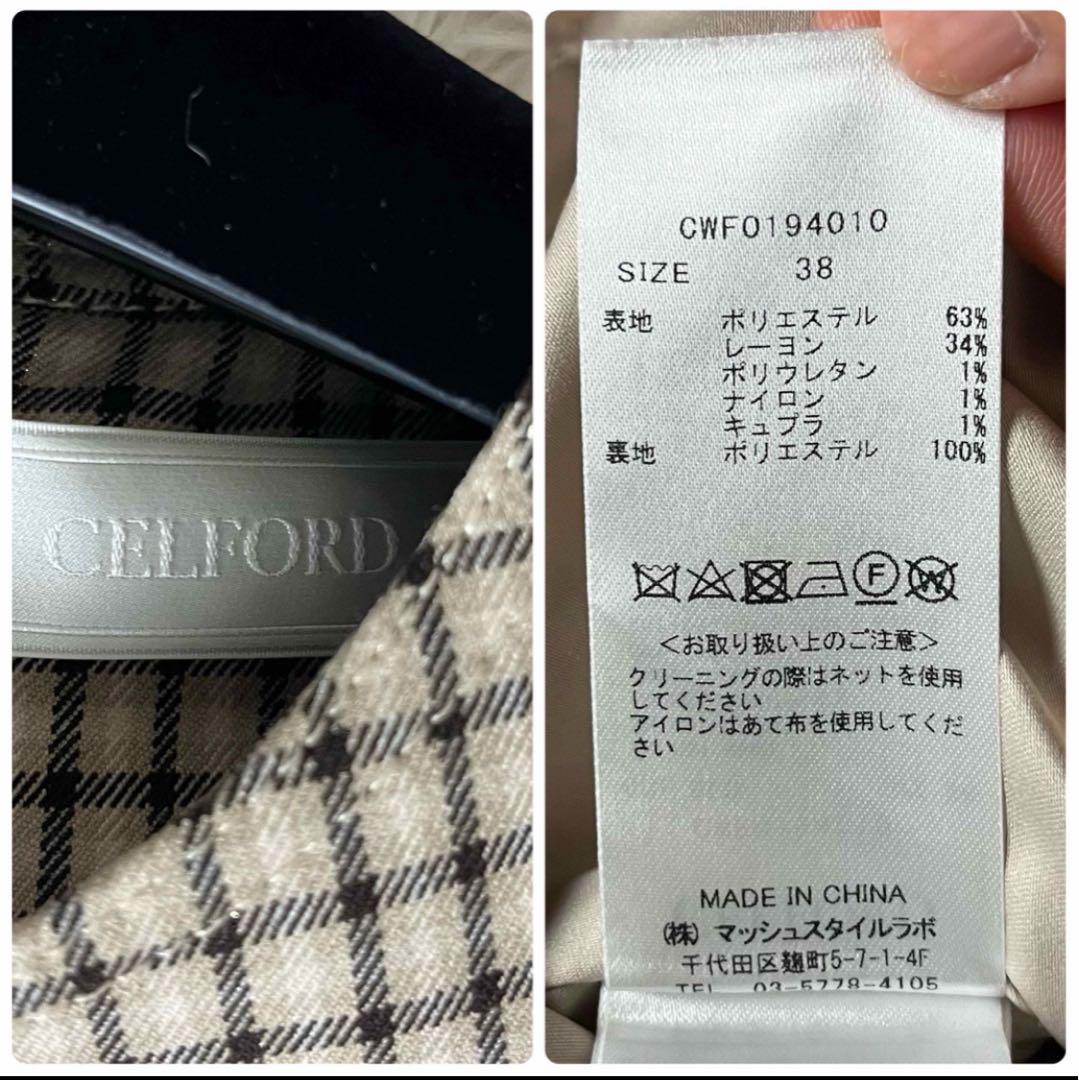 CELFORD
CWF0194010
SIZE 38
表地 ポリエステル 63%
レーヨン 34%
ポリウレタン 1%
ナイロン 1%
キュプラ 1%
裏地 ポリエステル 100%
F W
<お取り扱い上のご注意>
クリーニングの際はネットを使用
してください
アイロンはあて布を使用してくだ
さい
MADE IN CHINA
(株) マッシュスタイルラボ
千代田区麹町5-7-1-4F
TEL 03-5778-4105